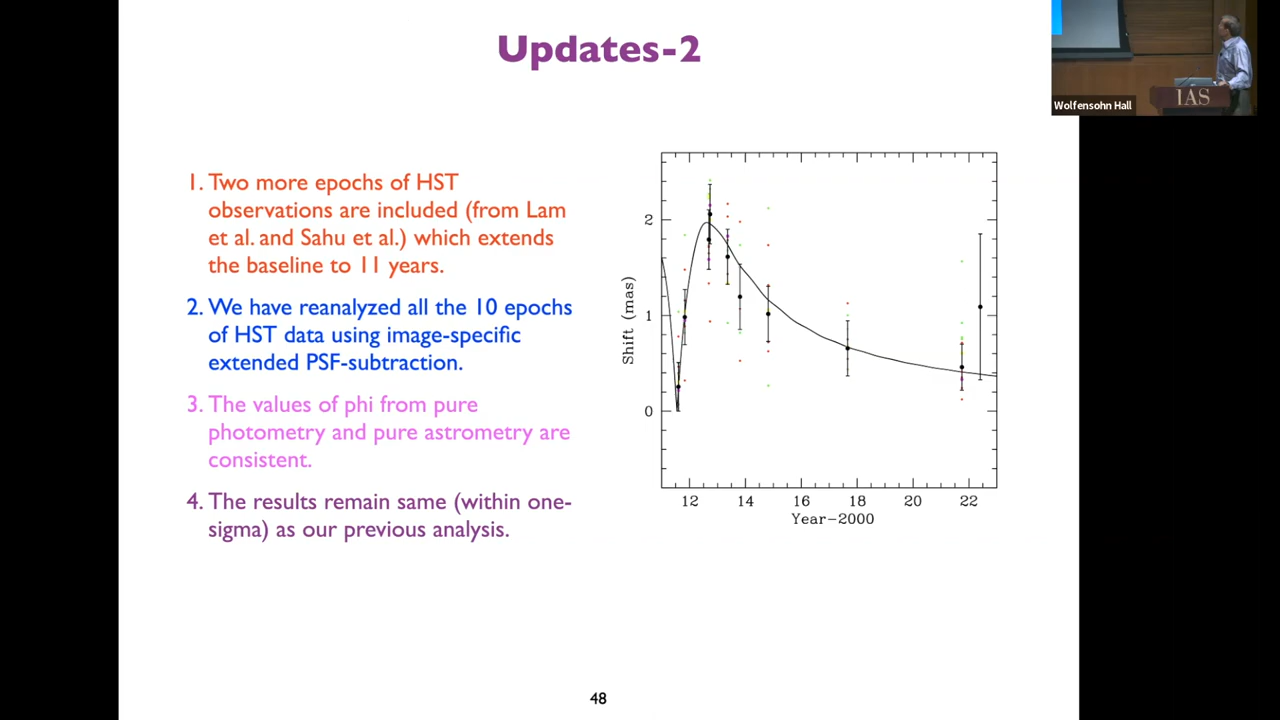 Updates-2
IAS
Wolfensohn Hall
1. Two more epochs of HST
observations are included (from Lam
et al. and Sahu et al.) which extends
the baseline to 11 years.
2. We have reanalyzed all the 10 epochs
of HST data using image-specific
extended PSF-subtraction.
3. The values of phi from pure
photometry and pure astrometry are
consistent.
4. The results remain same (within one-
sigma) as our previous analysis.
Shift (mas)
2
1
0
12 14 16 18 20 22
Year-2000
48